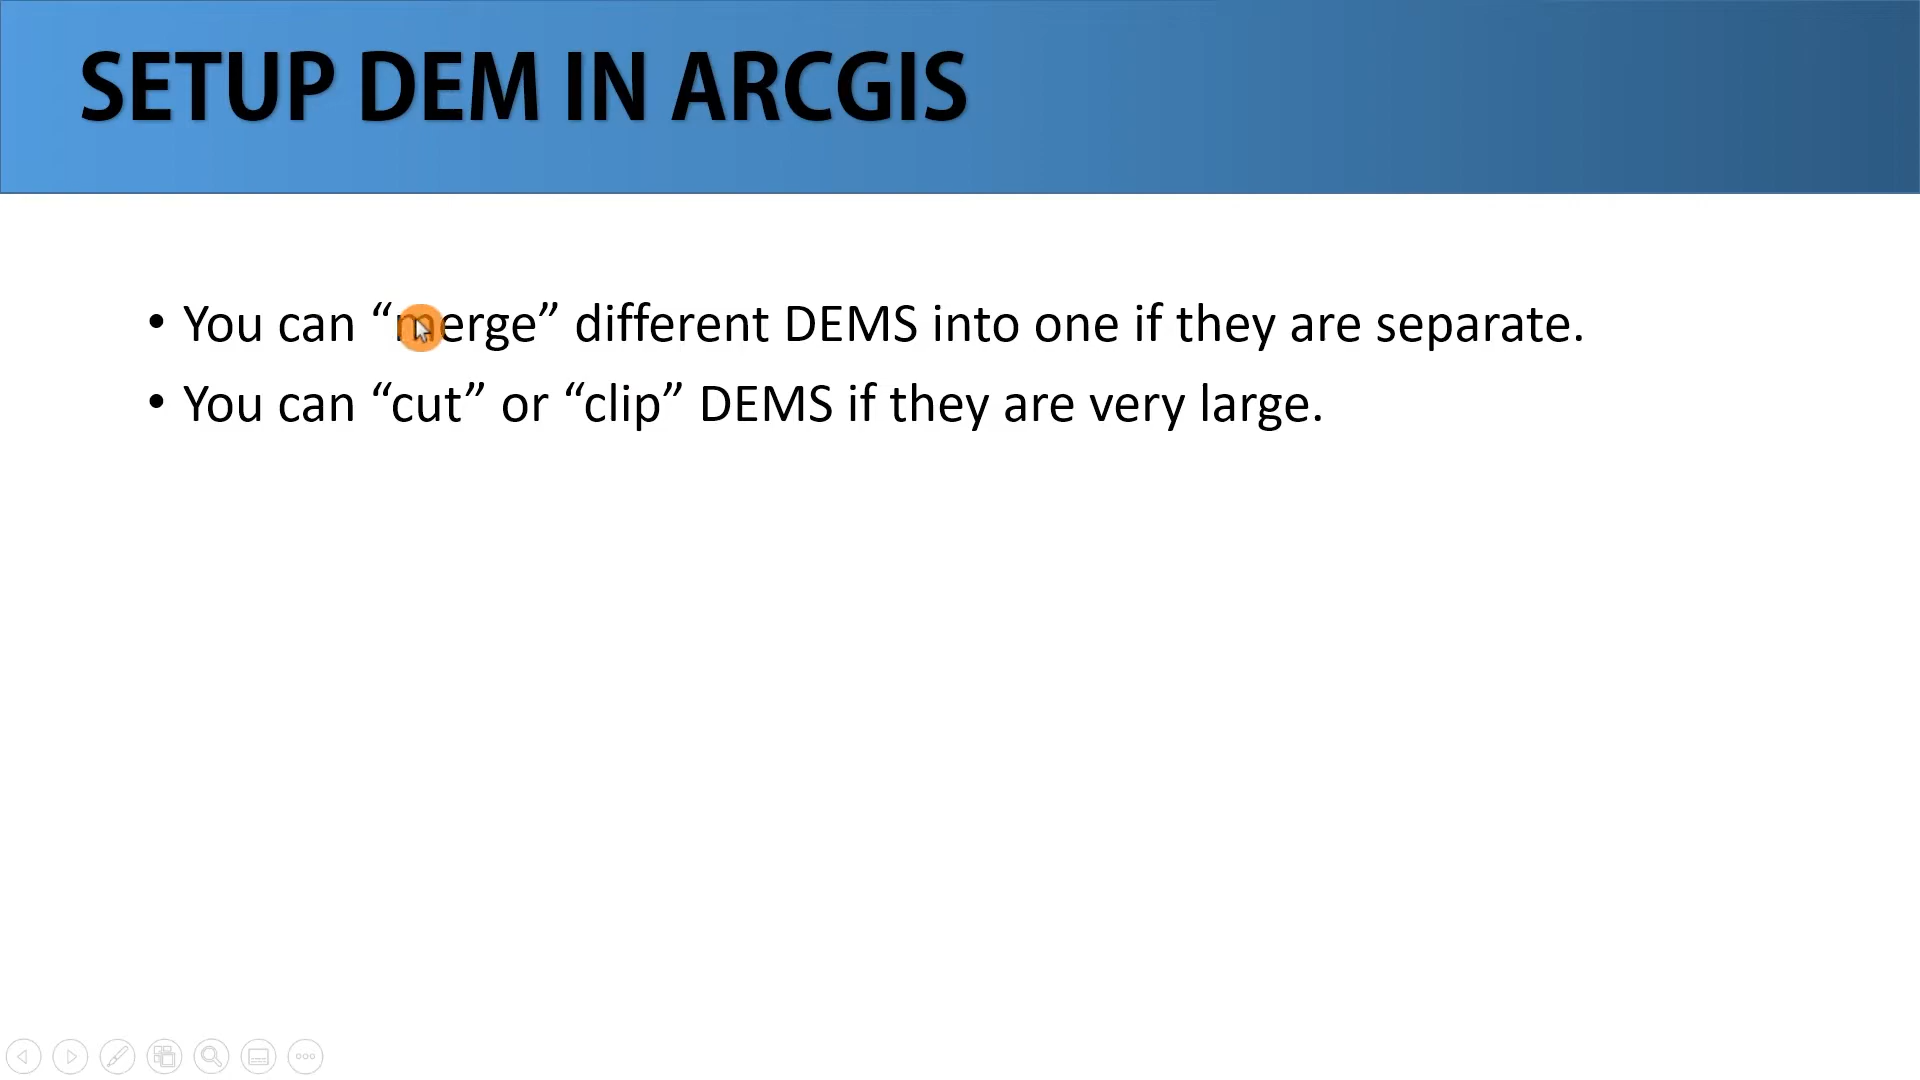 SETUP DEM IN ARCGIS
• You can “merge” different DEMS into one if they are separate.
• You can “cut” or “clip” DEMS if they are very large.